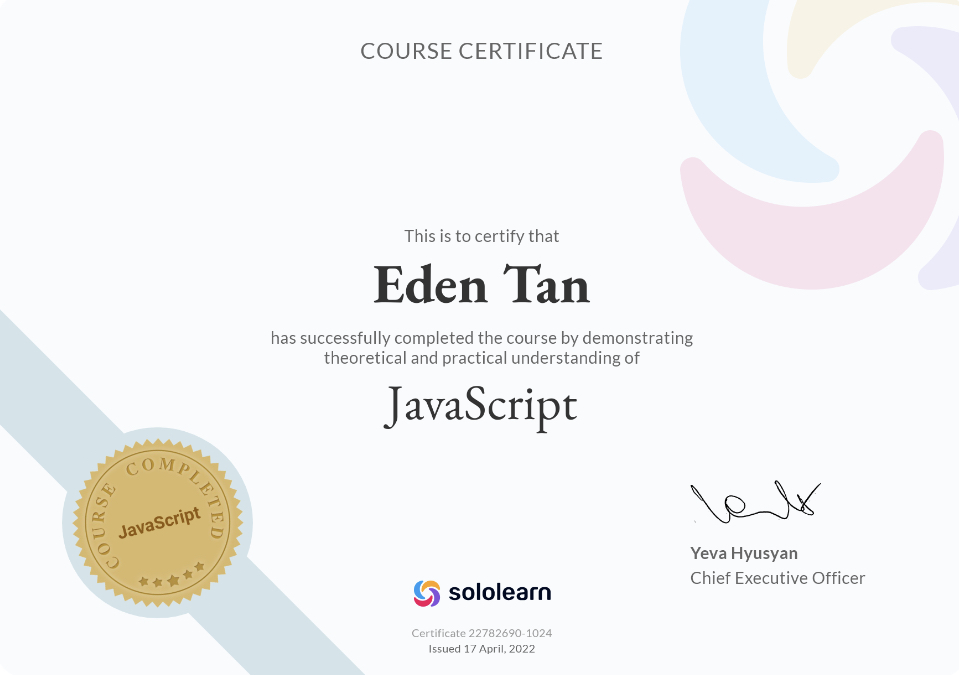 COURSE CERTIFICATE
This is to certify that
Eden Tan
has successfully completed the course by demonstrating
theoretical and practical understanding of
JavaScript
COURSE COMPLETED
JavaScript
Yeva Hyusyan
Chief Executive Officer
sololearn
Certificate 22782690-1024
Issued 17 April, 2022